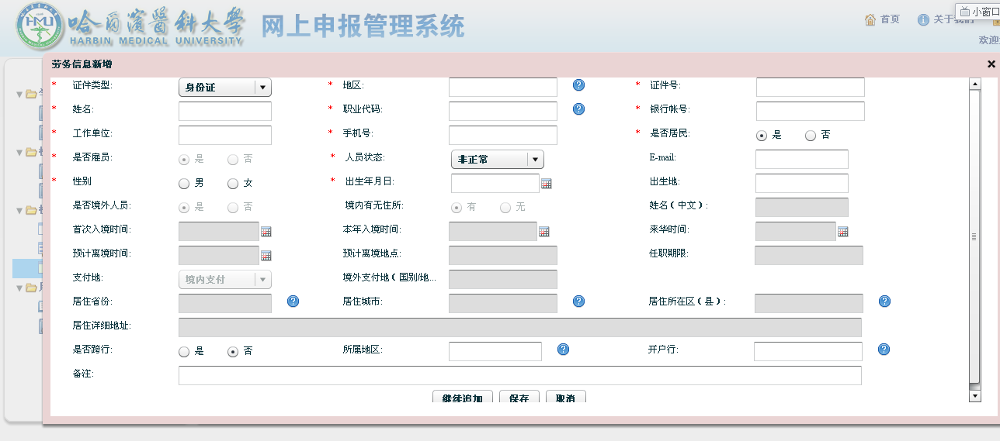 哈爾濱醫科大學
HARBIN MEDICAL UNIVERSITY
HMU
网上申报管理系统
首页
关于我们
小窗口
欢迎
劳务信息新增
* 证件类型: 身份证 * 地区: * 证件号:
* 姓名: * 职业代码: * 银行帐号:
* 工作单位: * 手机号: * 是否居民: 是 否
* 是否雇员: 是 否 * 人员状态: 非正常 E-mail:
* 性别 男 女 * 出生年月日: 出生地:
是否境外人员: 是 否 境内有无住所: 有 无 姓名(中文):
首次入境时间: 本年入境时间: 来华时间:
预计离境时间: 预计离境地点: 任职期限:
支付地: 境内支付 境外支付地(国别/地...
居住省份: 居住城市: 居住所在区(县):
居住详细地址:
是否跨行: 是 否 所属地区: 开户行:
备注:
继续追加 保存 取消